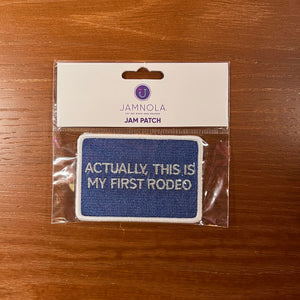 JAMNOLA
JAM PATCH
ACTUALLY, THIS IS
MY FIRST RODEO